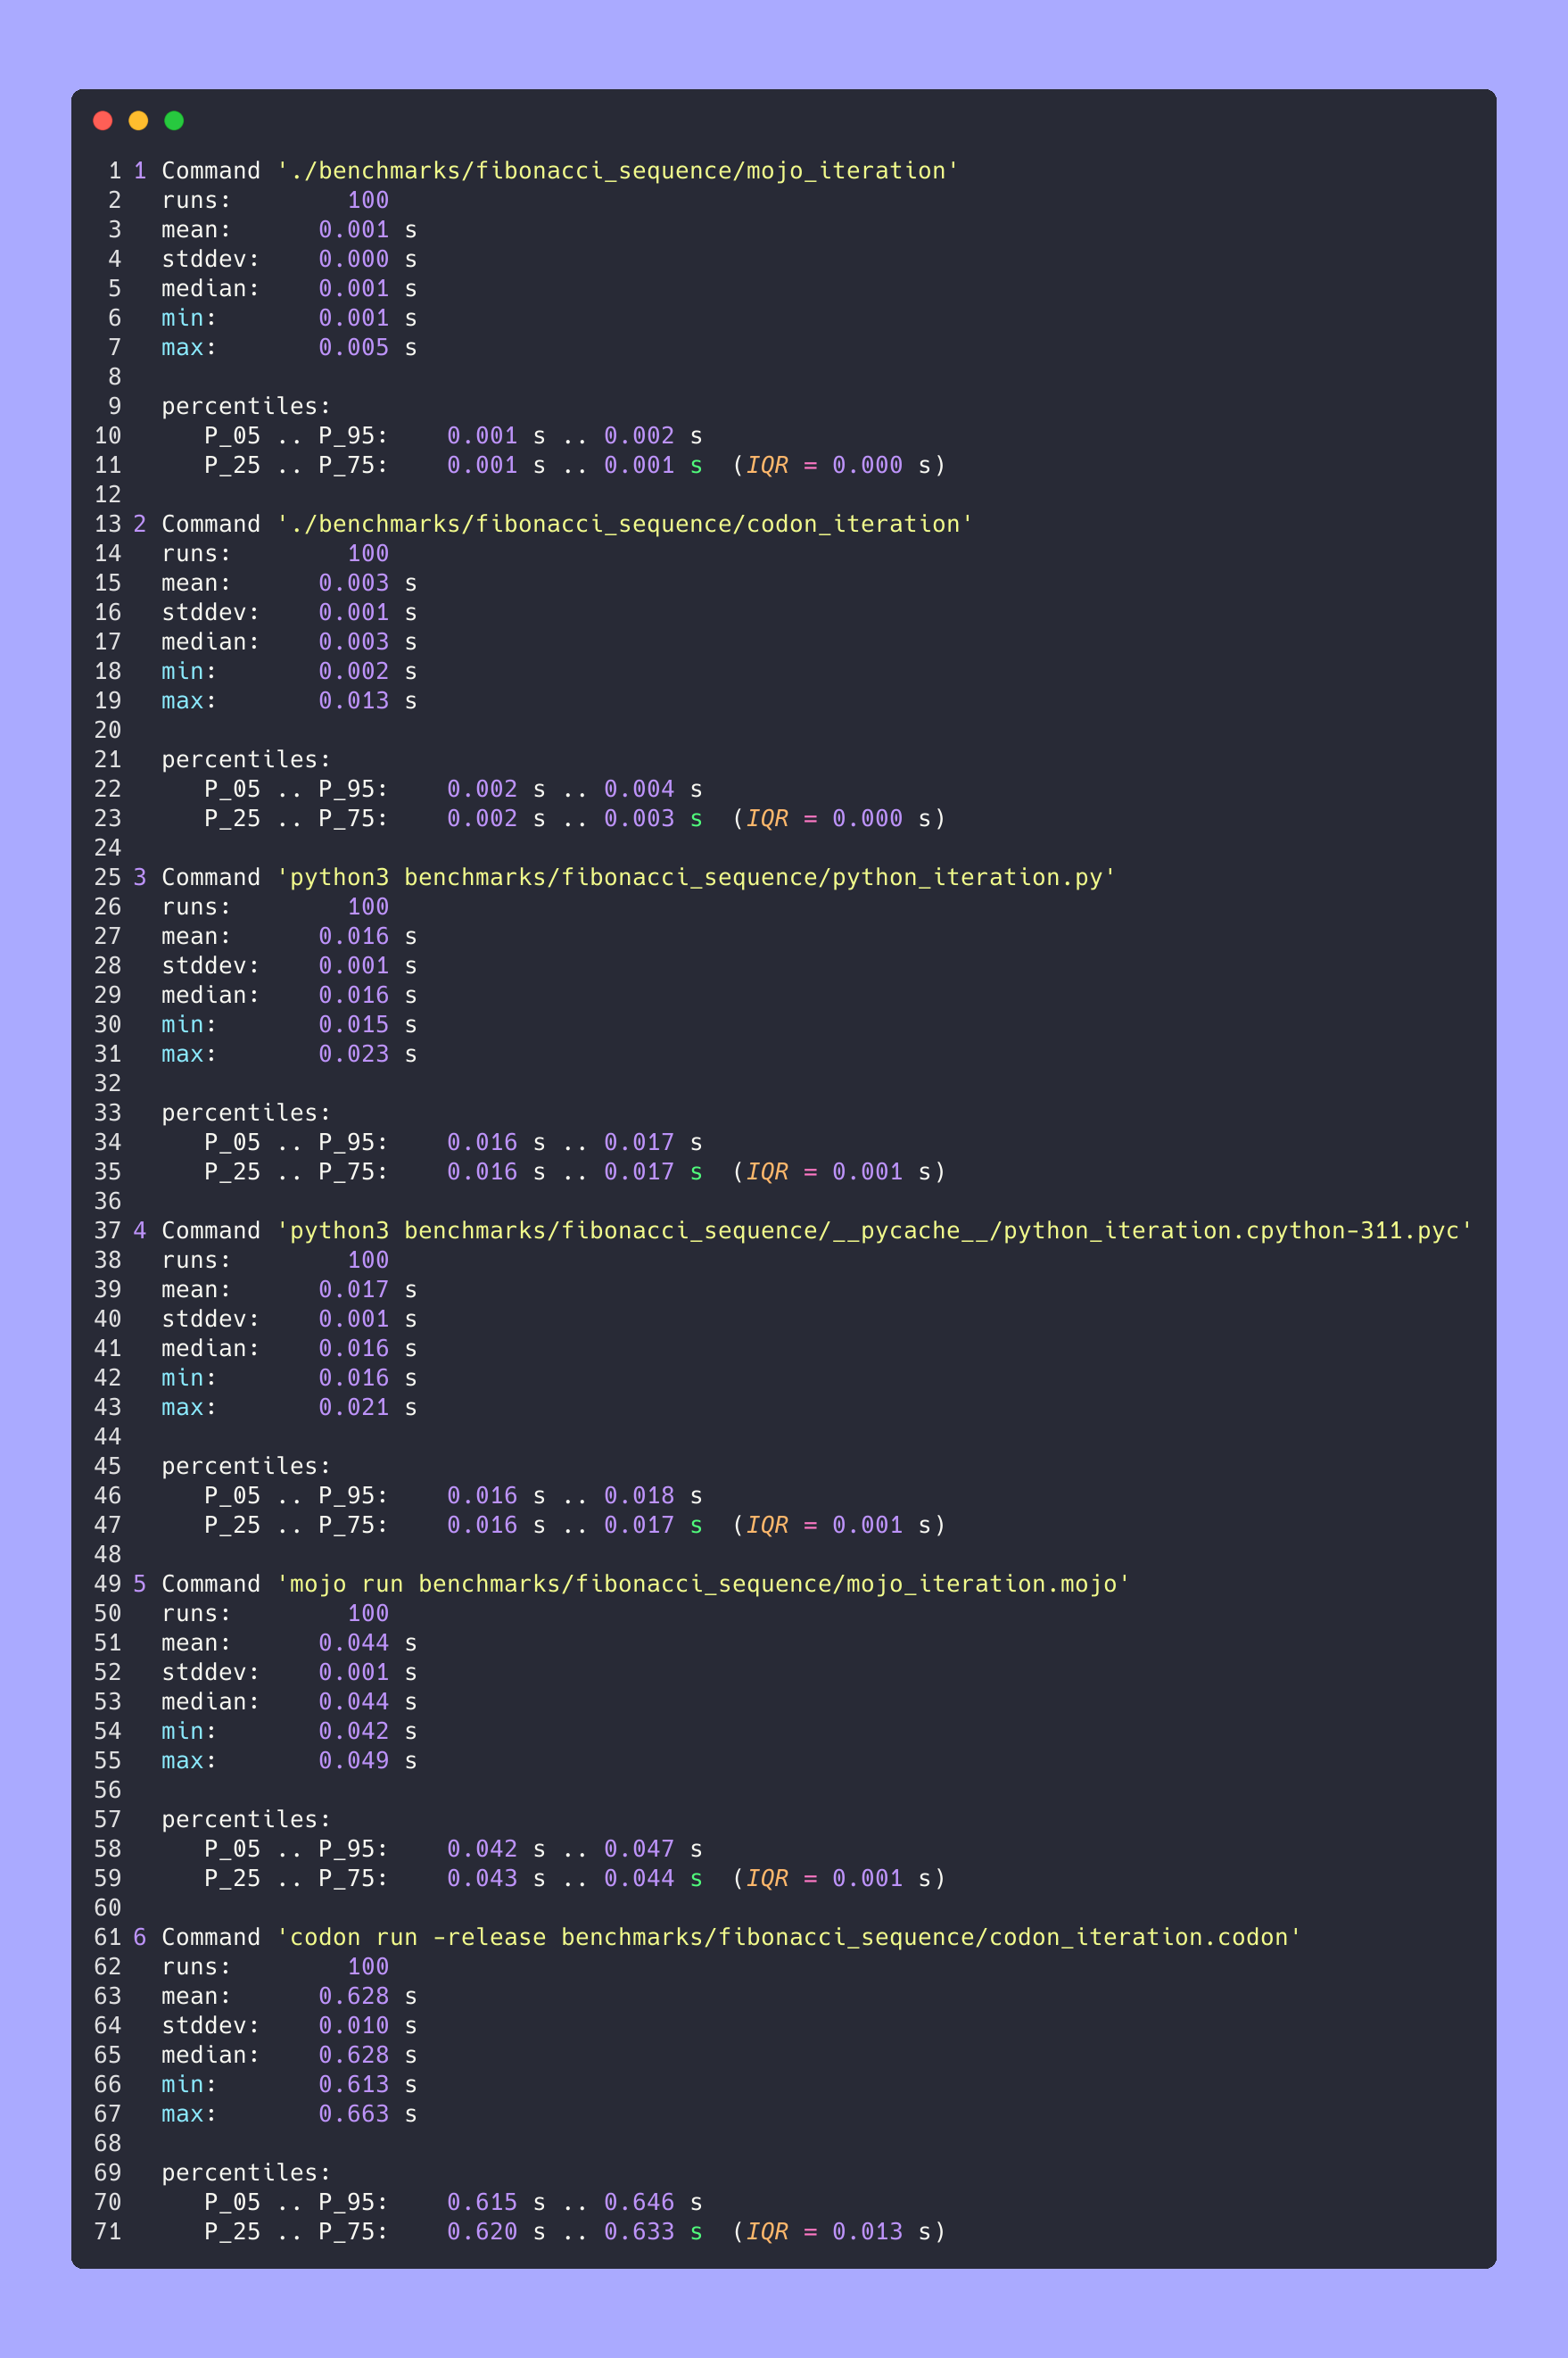 1 1 Command './benchmarks/fibonacci_sequence/mojo_iteration'
2 runs: 100
3 mean: 0.001 s
4 stddev: 0.000 s
5 median: 0.001 s
6 min: 0.001 s
7 max: 0.005 s
8
9 percentiles:
10 P_05 .. P_95: 0.001 s .. 0.002 s
11 P_25 .. P_75: 0.001 s .. 0.001 s (IQR = 0.000 s)
12
13 2 Command './benchmarks/fibonacci_sequence/codon_iteration'
14 runs: 100
15 mean: 0.003 s
16 stddev: 0.001 s
17 median: 0.003 s
18 min: 0.002 s
19 max: 0.013 s
20
21 percentiles:
22 P_05 .. P_95: 0.002 s .. 0.004 s
23 P_25 .. P_75: 0.002 s .. 0.003 s (IQR = 0.000 s)
24
25 3 Command 'python3 benchmarks/fibonacci_sequence/python_iteration.py'
26 runs: 100
27 mean: 0.016 s
28 stddev: 0.001 s
29 median: 0.016 s
30 min: 0.015 s
31 max: 0.023 s
32
33 percentiles:
34 P_05 .. P_95: 0.016 s .. 0.017 s
35 P_25 .. P_75: 0.016 s .. 0.017 s (IQR = 0.001 s)
36
37 4 Command 'python3 benchmarks/fibonacci_sequence/__pycache__/python_iteration.cpython-311.pyc'
38 runs: 100
39 mean: 0.017 s
40 stddev: 0.001 s
41 median: 0.016 s
42 min: 0.016 s
43 max: 0.021 s
44
45 percentiles:
46 P_05 .. P_95: 0.016 s .. 0.018 s
47 P_25 .. P_75: 0.016 s .. 0.017 s (IQR = 0.001 s)
48
49 5 Command 'mojo run benchmarks/fibonacci_sequence/mojo_iteration.mojo'
50 runs: 100
51 mean: 0.044 s
52 stddev: 0.001 s
53 median: 0.044 s
54 min: 0.042 s
55 max: 0.049 s
56
57 percentiles:
58 P_05 .. P_95: 0.042 s .. 0.047 s
59 P_25 .. P_75: 0.043 s .. 0.044 s (IQR = 0.001 s)
60
61 6 Command 'codon run -release benchmarks/fibonacci_sequence/codon_iteration.codon'
62 runs: 100
63 mean: 0.628 s
64 stddev: 0.010 s
65 median: 0.628 s
66 min: 0.613 s
67 max: 0.663 s
68
69 percentiles:
70 P_05 .. P_95: 0.615 s .. 0.646 s
71 P_25 .. P_75: 0.620 s .. 0.633 s (IQR = 0.013 s)